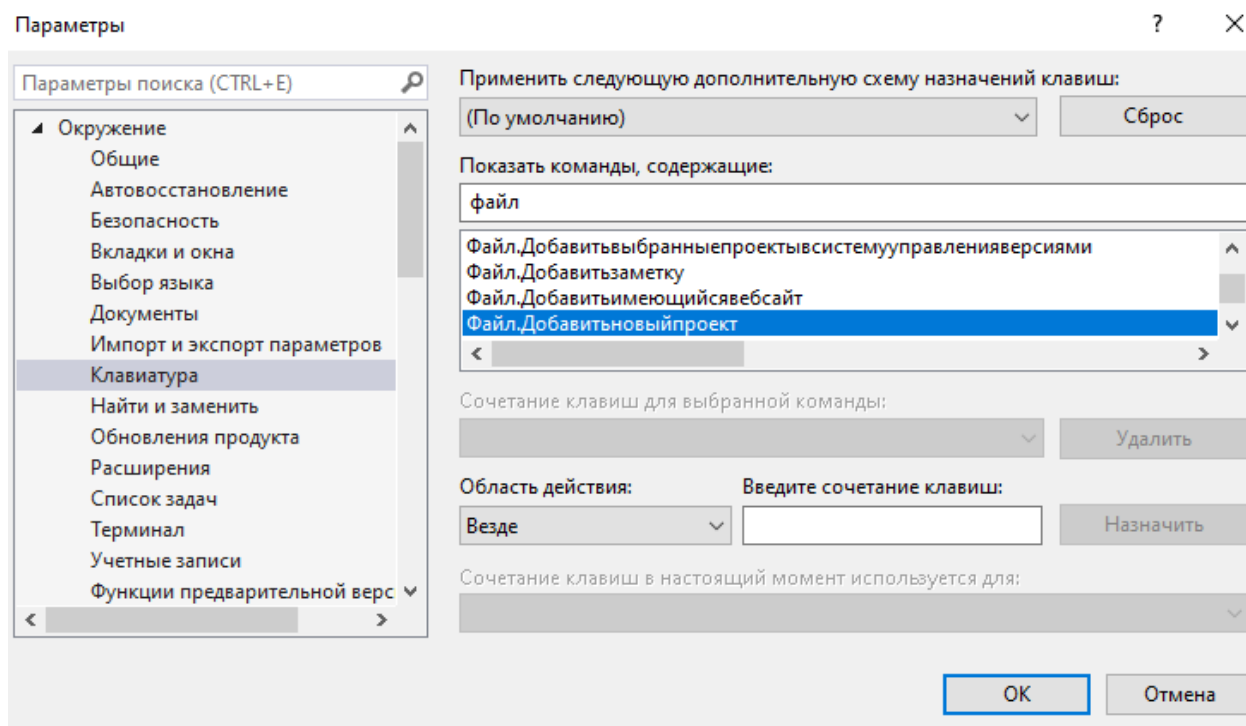 Параметры
?
Параметры поиска (CTRL+E)
Окружение
Общие
Автовосстановление
Безопасность
Вкладки и окна
Выбор языка
Документы
Импорт и экспорт параметров
Клавиатура
Найти и заменить
Обновления продукта
Расширения
Список задач
Терминал
Учетные записи
Функции предварительной верс
Применить следующую дополнительную схему назначений клавиш:
(По умолчанию)
Сброс
Показать команды, содержащие:
файл
Файл.Добавитьвыбранныепроектывсистемууправленияверсиями
Файл.Добавитьзаметку
Файл.Добавитьимеющийсявебсайт
Файл.Добавитьновыйпроект
Сочетание клавиш для выбранной команды:
Удалить
Область действия:
Введите сочетание клавиш:
Везде
Назначить
Сочетание клавиш в настоящий момент используется для:
ОК
Отмена